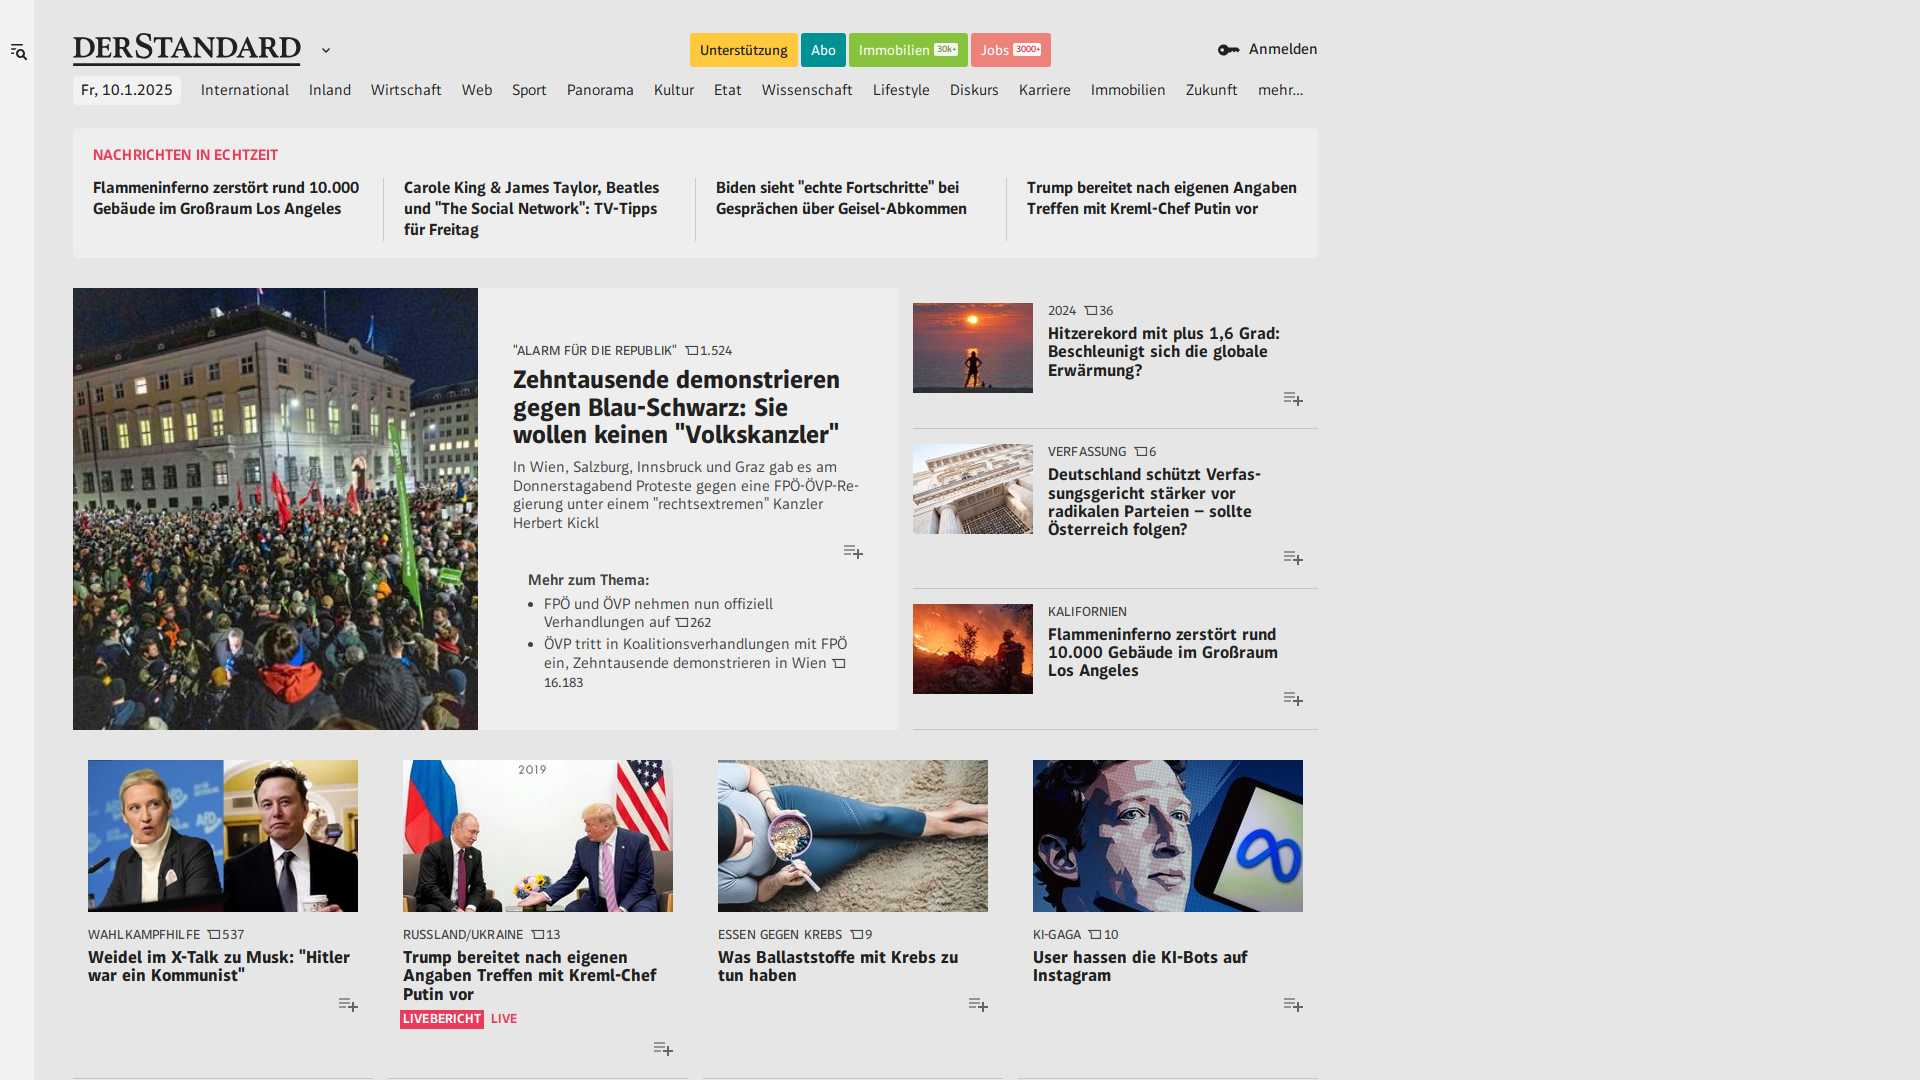 DERSTANDARD
Unterstützung
Abo
Immobilien 30k+
Jobs 3000+
Anmelden
Fr, 10.1.2025
International
Inland
Wirtschaft
Web
Sport
Panorama
Kultur
Etat
Wissenschaft
Lifestyle
Diskurs
Karriere
Immobilien
Zukunft
mehr…
NACHRICHTEN IN ECHTZEIT
Flammeninferno zerstört rund 10.000
Gebäude im Großraum Los Angeles
Carole King & James Taylor, Beatles
und "The Social Network": TV-Tipps
für Freitag
Biden sieht "echte Fortschritte" bei
Gesprächen über Geisel-Abkommen
Trump bereitet nach eigenen Angaben
Treffen mit Kreml-Chef Putin vor
"ALARM FÜR DIE REPUBLIK" 1.524
Zehntausende demonstrieren
gegen Blau-Schwarz: Sie
wollen keinen "Volkskanzler"
In Wien, Salzburg, Innsbruck und Graz gab es am
Donnerstagabend Proteste gegen eine FPÖ-ÖVP-Re-
gierung unter einem "rechtsextremen" Kanzler
Herbert Kickl
Mehr zum Thema:
• FPÖ und ÖVP nehmen nun offiziell
Verhandlungen auf 262
• ÖVP tritt in Koalitionsverhandlungen mit FPÖ
ein, Zehntausende demonstrieren in Wien
16.183
2024 36
Hitzerekord mit plus 1,6 Grad:
Beschleunigt sich die globale
Erwärmung?
VERFASSUNG 6
Deutschland schützt Verfas-
sungsgericht stärker vor
radikalen Parteien – sollte
Österreich folgen?
KALIFORNIEN
Flammeninferno zerstört rund
10.000 Gebäude im Großraum
Los Angeles
AfD
WAHLKAMPFHILFE 537
Weidel im X-Talk zu Musk: "Hitler
war ein Kommunist"
2019
RUSSLAND/UKRAINE 13
Trump bereitet nach eigenen
Angaben Treffen mit Kreml-Chef
Putin vor
LIVEBERICHT LIVE
ESSEN GEGEN KREBS 9
Was Ballaststoffe mit Krebs zu
tun haben
KI-GAGA 10
User hassen die KI-Bots auf
Instagram